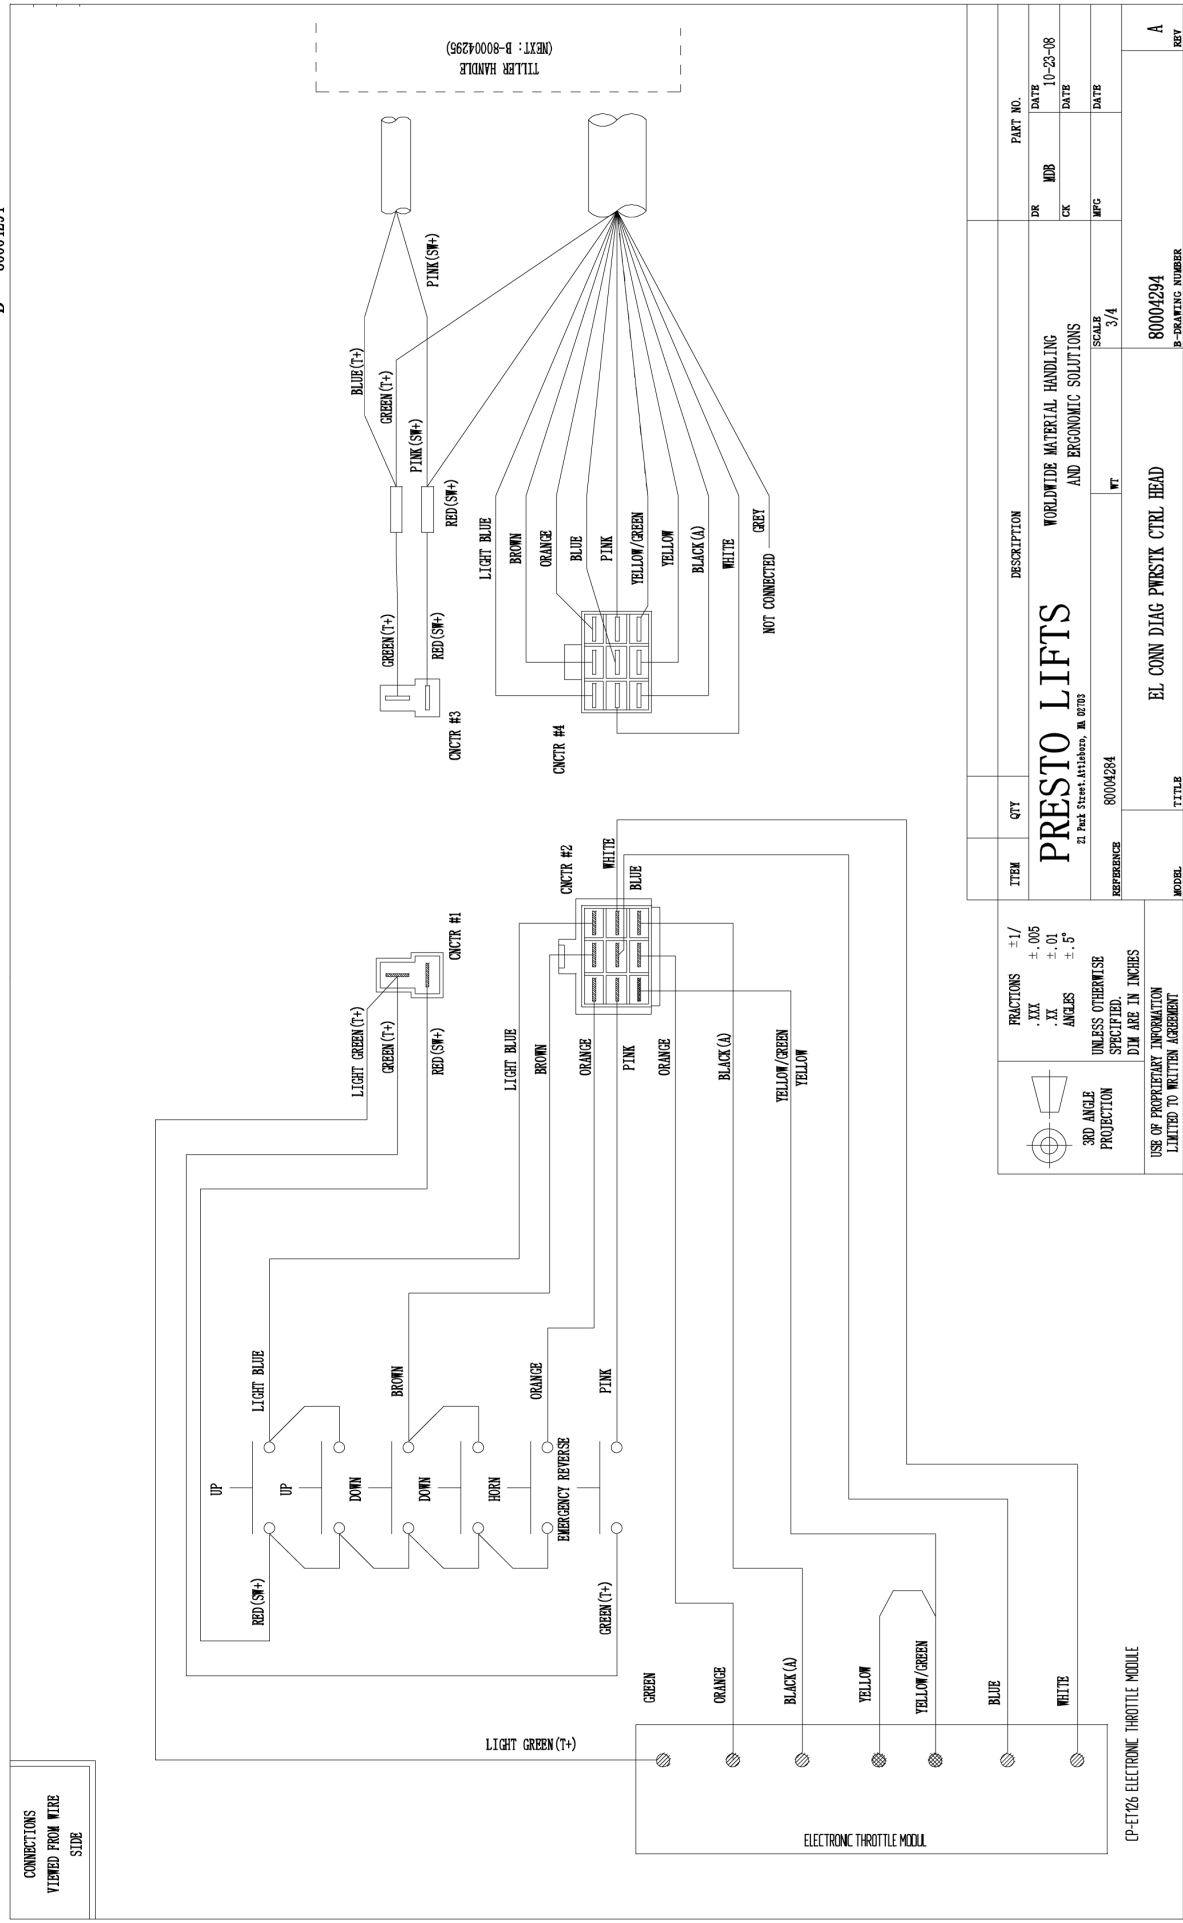 CONNECTIONS
VIEWED FROM WIRE
SIDE
UP
UP
DOWN
DOWN
HORN
EMERGENCY REVERSE
RED(SW+)
GREEN(T+)
LIGHT BLUE
BROWN
ORANGE
PINK
LIGHT GREEN(T+)
GREEN
ORANGE
BLACK(A)
YELLOW
YELLOW/GREEN
BLUE
WHITE
ELECTRONIC THROTTLE MODUL
CP-ET126 ELECTRONIC THROTTLE MODULE
LIGHT GREEN(T+)
GREEN(T+)
RED(SW+)
CNCTR #1
LIGHT BLUE
BROWN
ORANGE
PINK
ORANGE
BLACK(A)
YELLOW/GREEN
YELLOW
CNCTR #2
WHITE
BLUE
CNCTR #3
GREEN(T+)
RED(SW+)
BLUE(T+)
GREEN(T+)
PINK(SW+)
RED(SW+)
PINK(SW+)
CNCTR #4
LIGHT BLUE
BROWN
ORANGE
BLUE
PINK
YELLOW/GREEN
YELLOW
BLACK(A)
WHITE
GREY
NOT CONNECTED
TILLER HANDLE
(NEXT: B-80004295)
3RD ANGLE
PROJECTION
FRACTIONS ±1/
.XXX ±.005
.XX ±.01
ANGLES ±.5°
UNLESS OTHERWISE
SPECIFIED.
DIM ARE IN INCHES
USE OF PROPRIETARY INFORMATION
LIMITED TO WRITTEN AGREEMENT
ITEM QTY DESCRIPTION PART NO.
PRESTO LIFTS
21 Park Street. Attleboro, MA 02703
WORLDWIDE MATERIAL HANDLING
AND ERGONOMIC SOLUTIONS
DR MDB DATE 10-23-08
CK DATE
MFG DATE
REFERENCE 80004284
WT
SCALE 3/4
MODEL
TITLE EL CONN DIAG PWRSTK CTRL HEAD
80004294
B-DRAWING NUMBER
A
REV